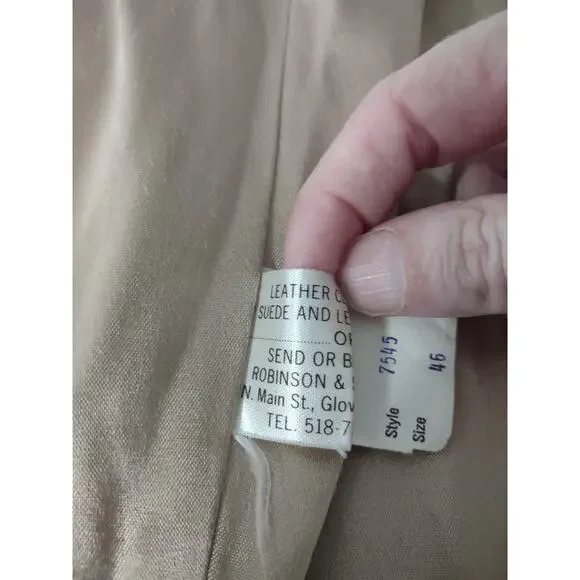 LEATHER C
SUEDE AND LE
OR
SEND OR B
ROBINSON & S
N. Main St., Glov
TEL. 518-7
Style 7545
Size 46